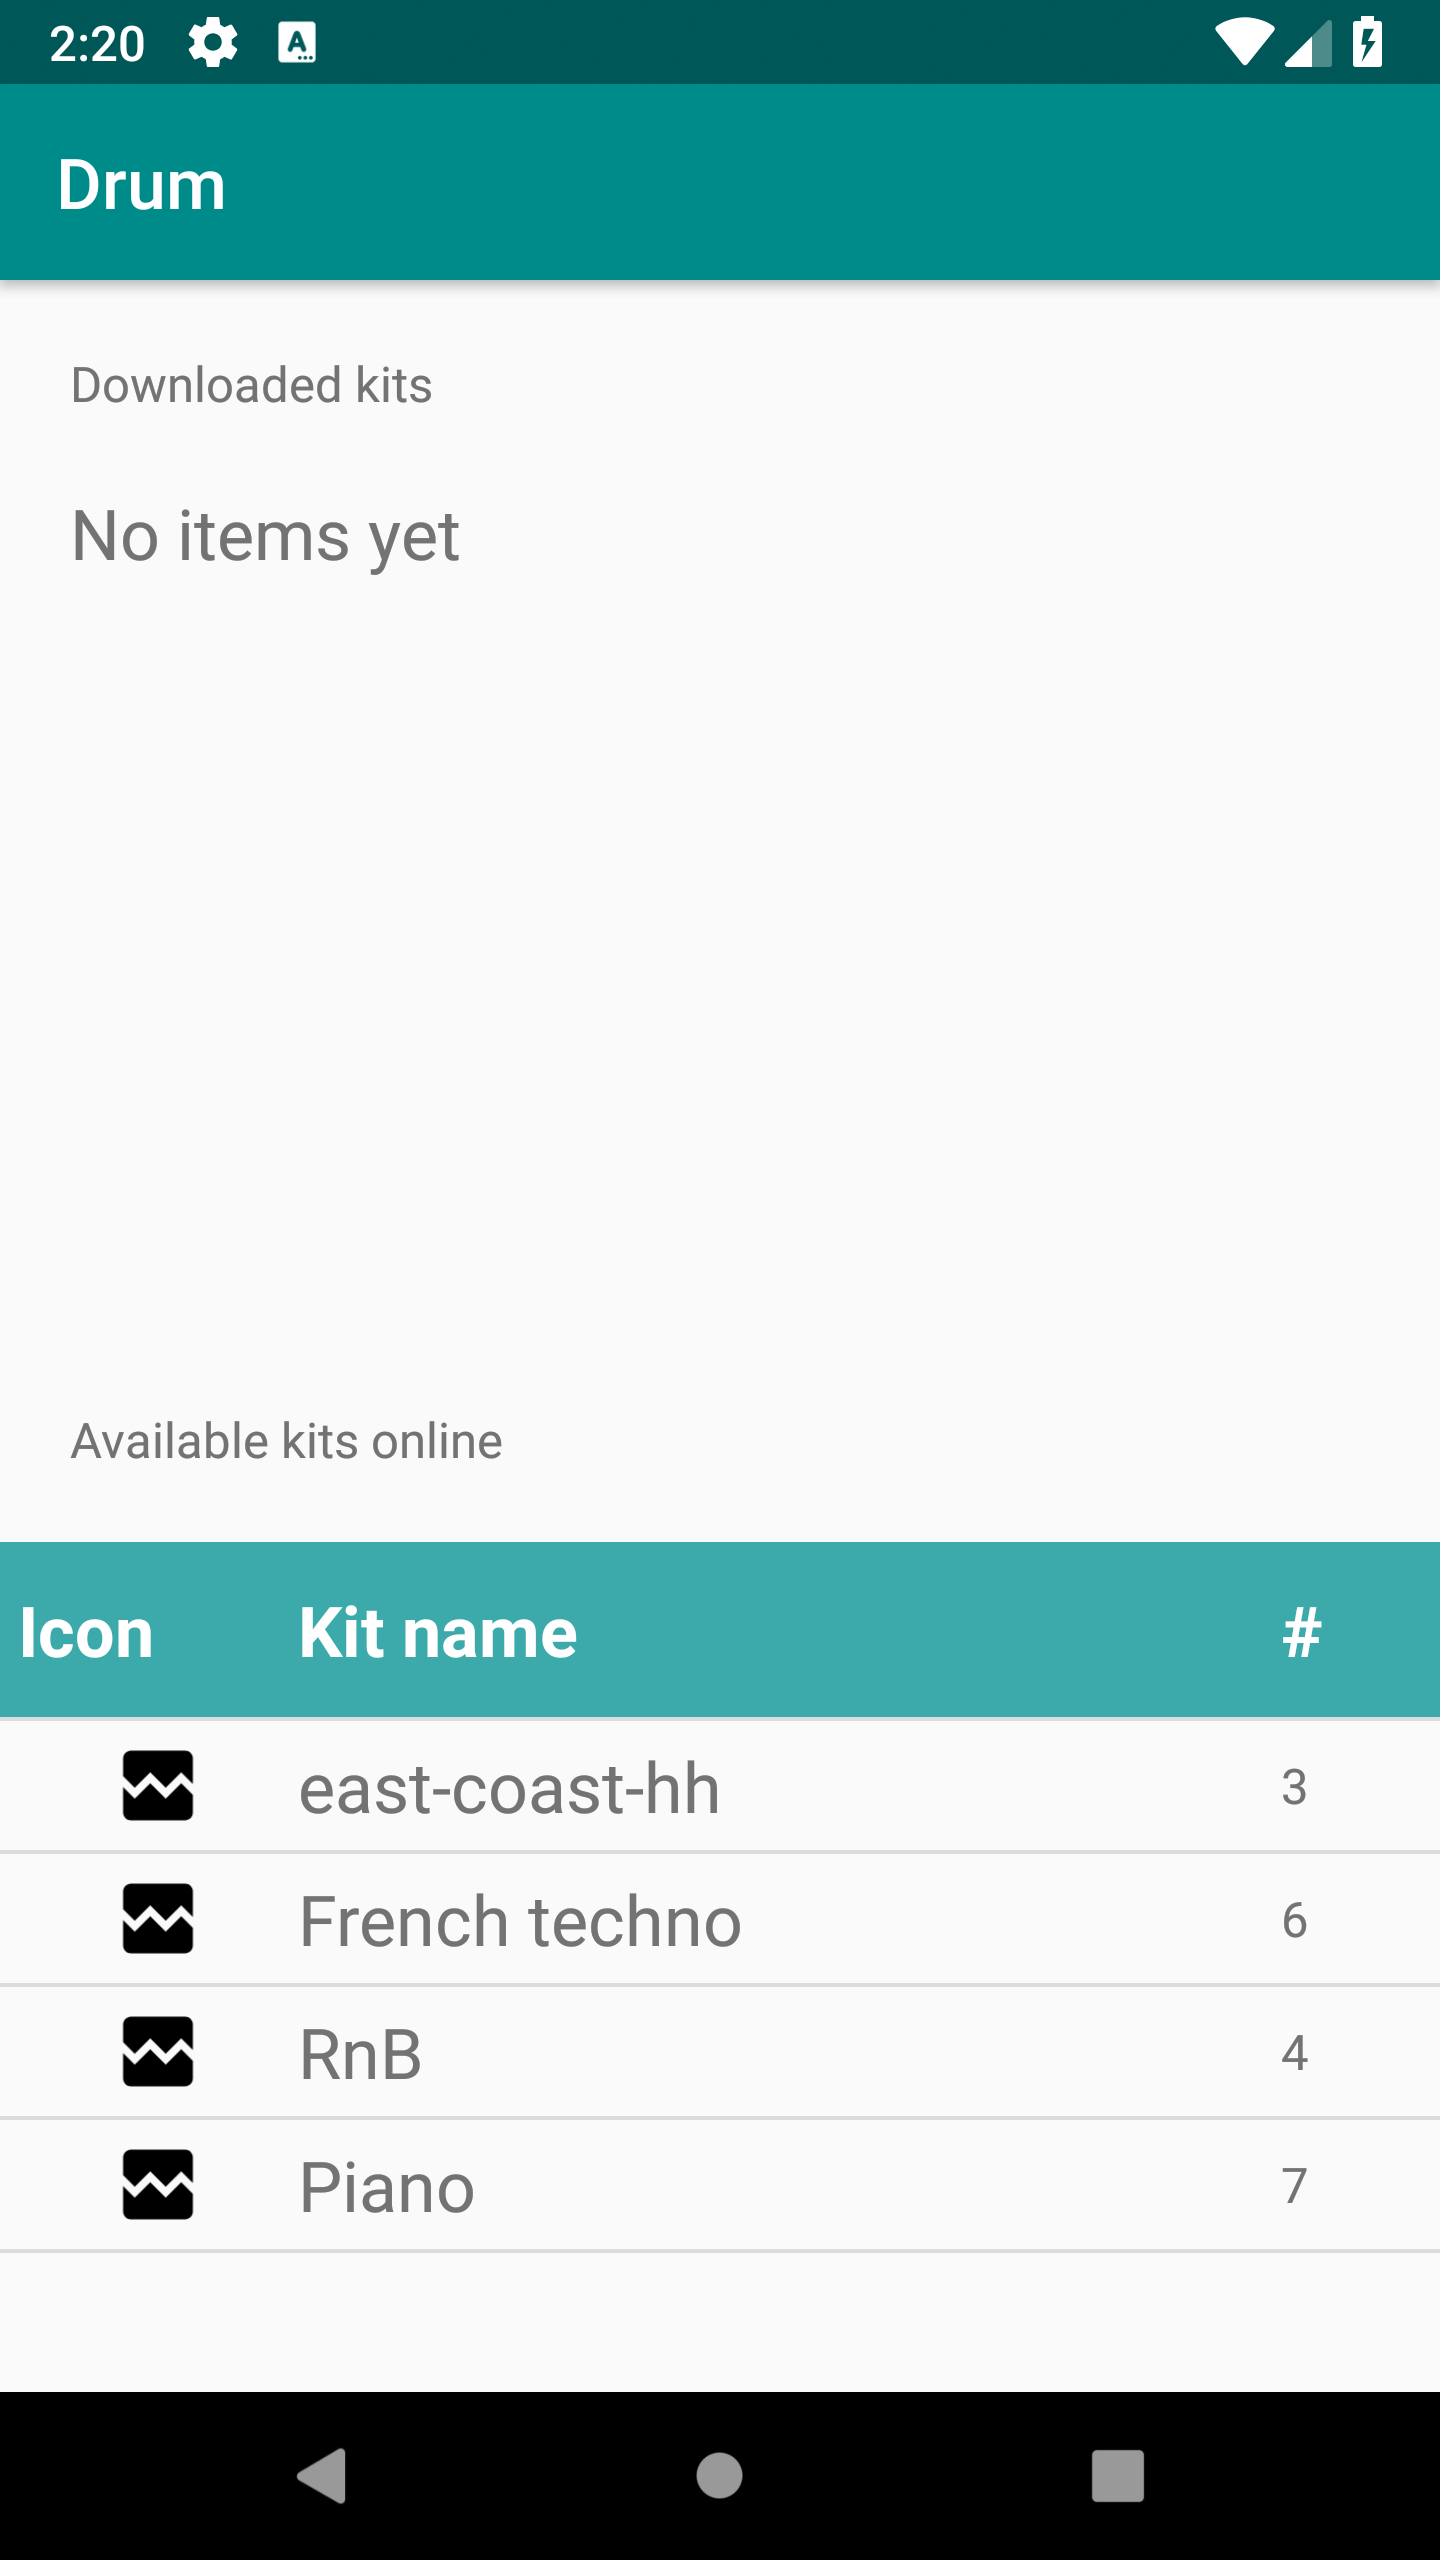 2:20
Drum
Downloaded kits
No items yet
Available kits online
Icon Kit name #
east-coast-hh 3
French techno 6
RnB 4
Piano 7